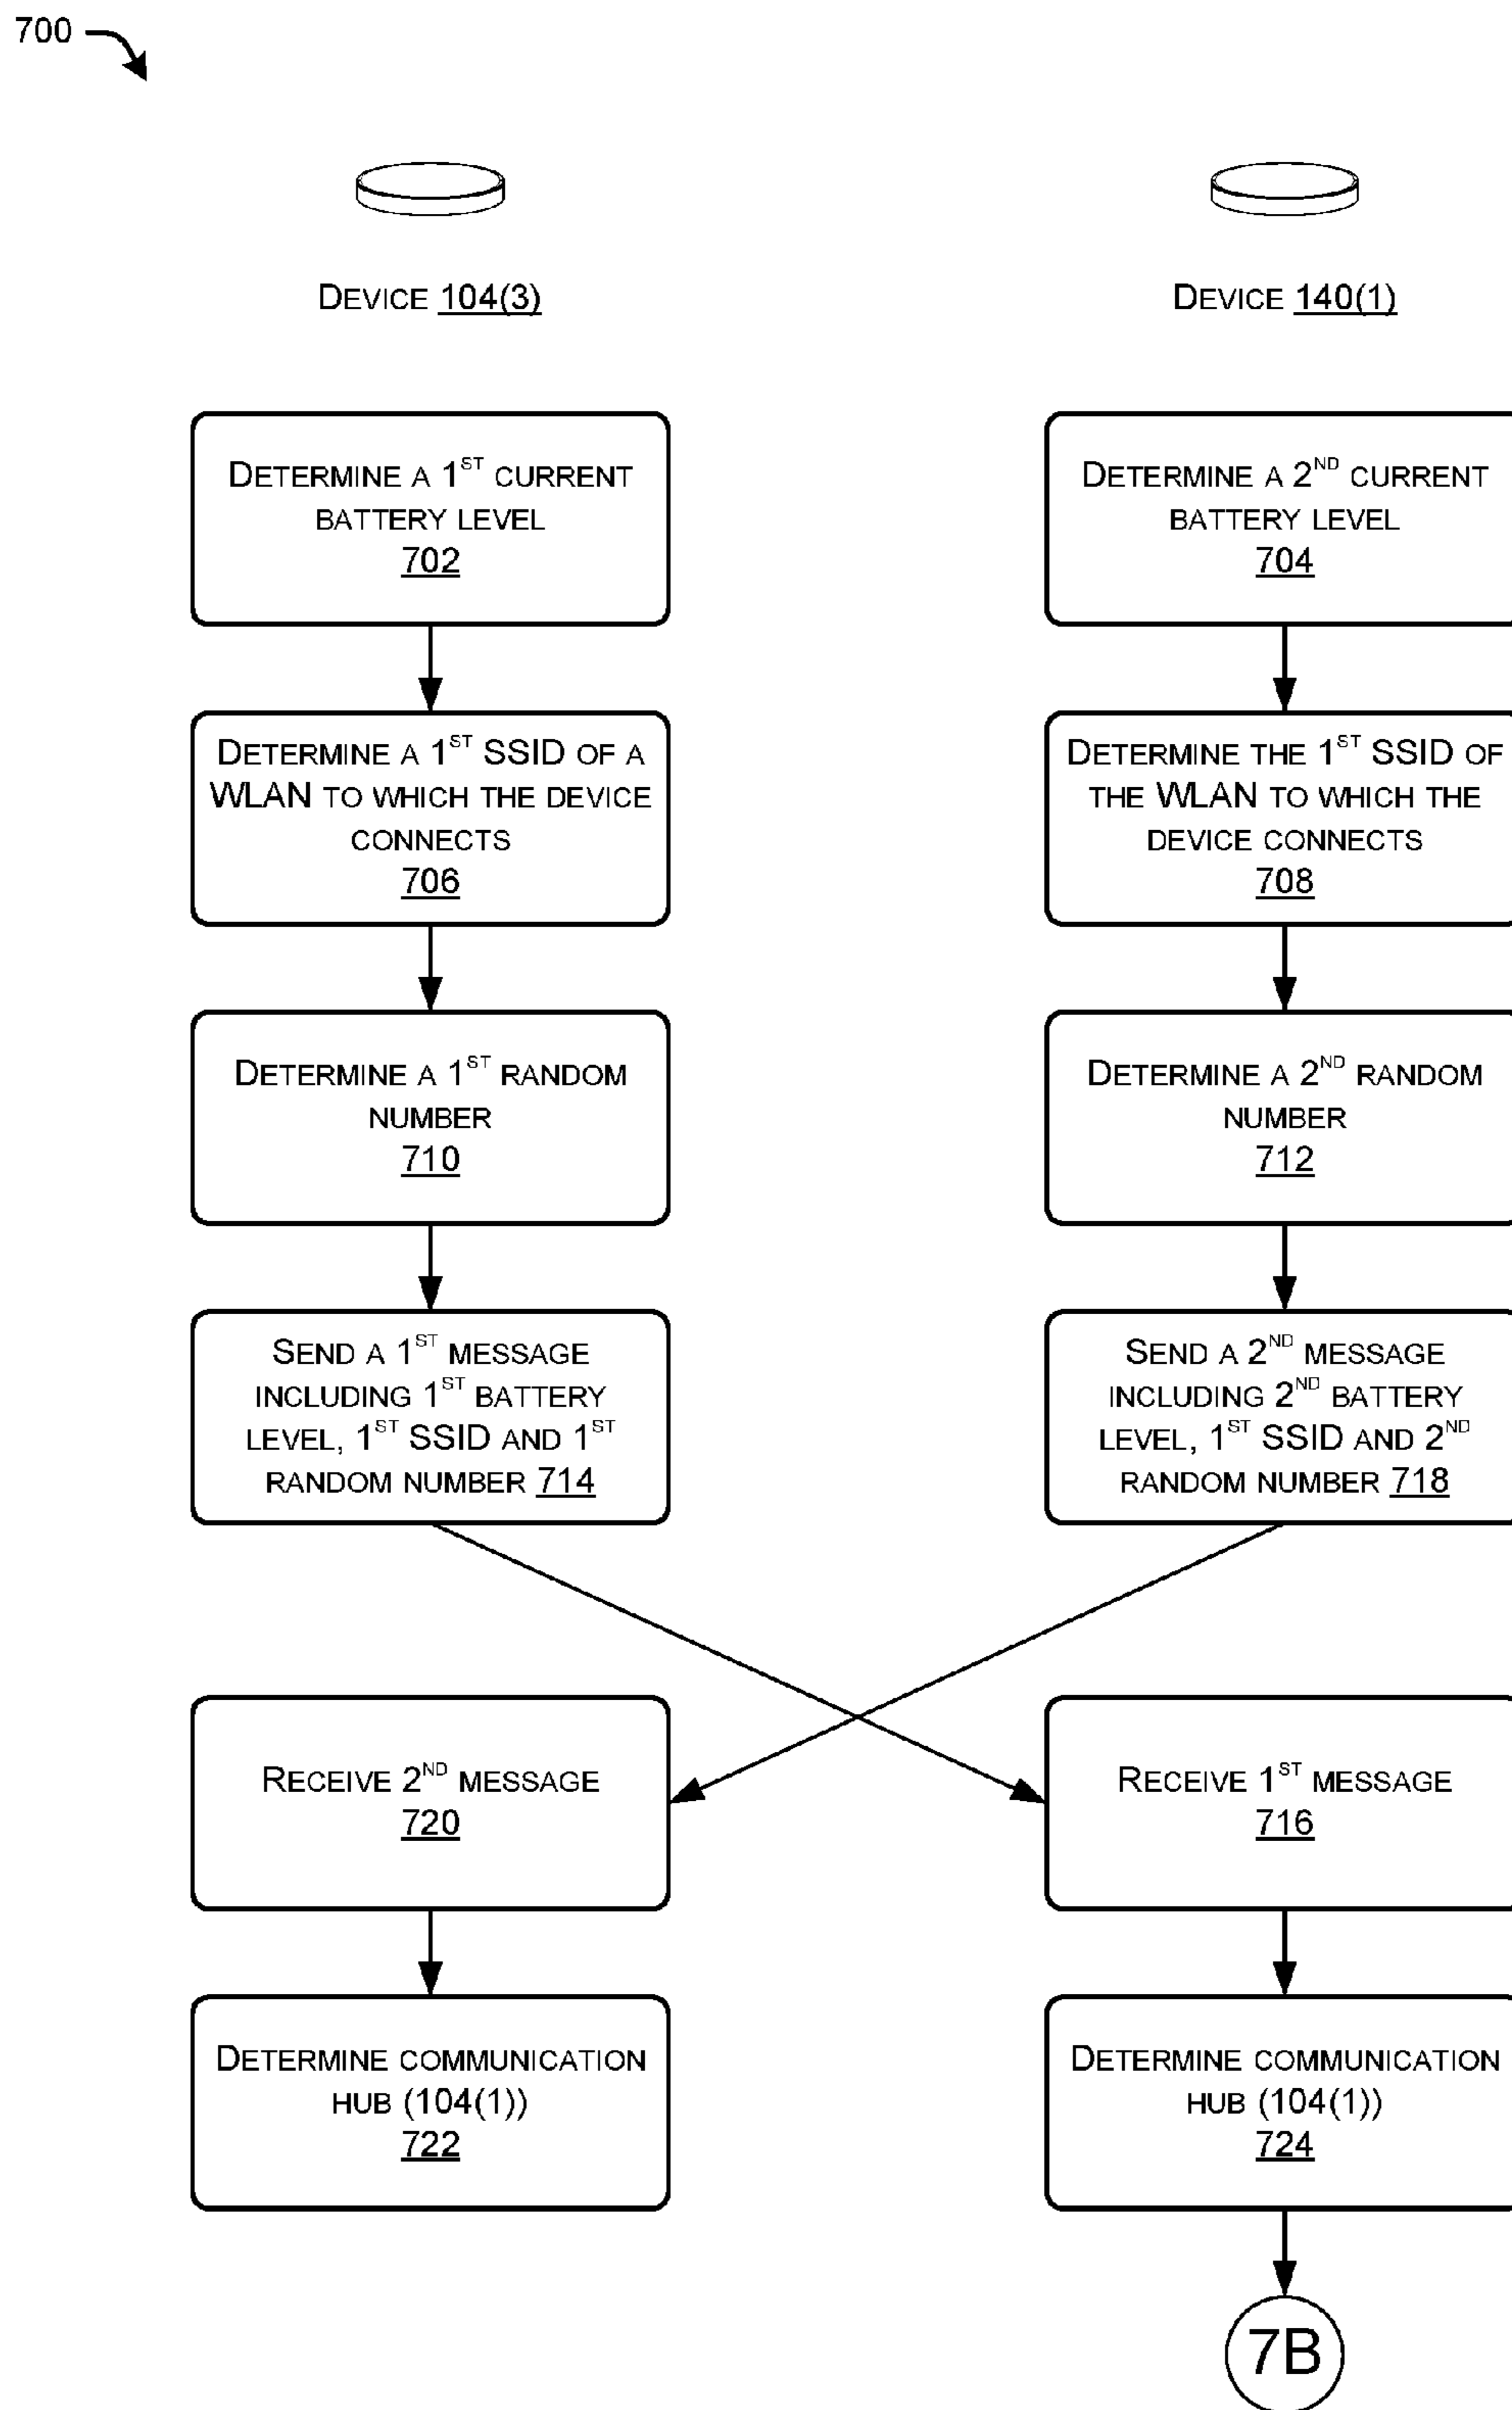 700
DEVICE 104(3)
DEVICE 140(1)
DETERMINE A 1ST CURRENT
BATTERY LEVEL
702
DETERMINE A 2ND CURRENT
BATTERY LEVEL
704
DETERMINE A 1ST SSID OF A
WLAN TO WHICH THE DEVICE
CONNECTS
706
DETERMINE THE 1ST SSID OF
THE WLAN TO WHICH THE
DEVICE CONNECTS
708
DETERMINE A 1ST RANDOM
NUMBER
710
DETERMINE A 2ND RANDOM
NUMBER
712
SEND A 1ST MESSAGE
INCLUDING 1ST BATTERY
LEVEL, 1ST SSID AND 1ST
RANDOM NUMBER 714
SEND A 2ND MESSAGE
INCLUDING 2ND BATTERY
LEVEL, 1ST SSID AND 2ND
RANDOM NUMBER 718
RECEIVE 2ND MESSAGE
720
RECEIVE 1ST MESSAGE
716
DETERMINE COMMUNICATION
HUB (104(1))
722
DETERMINE COMMUNICATION
HUB (104(1))
724
7B